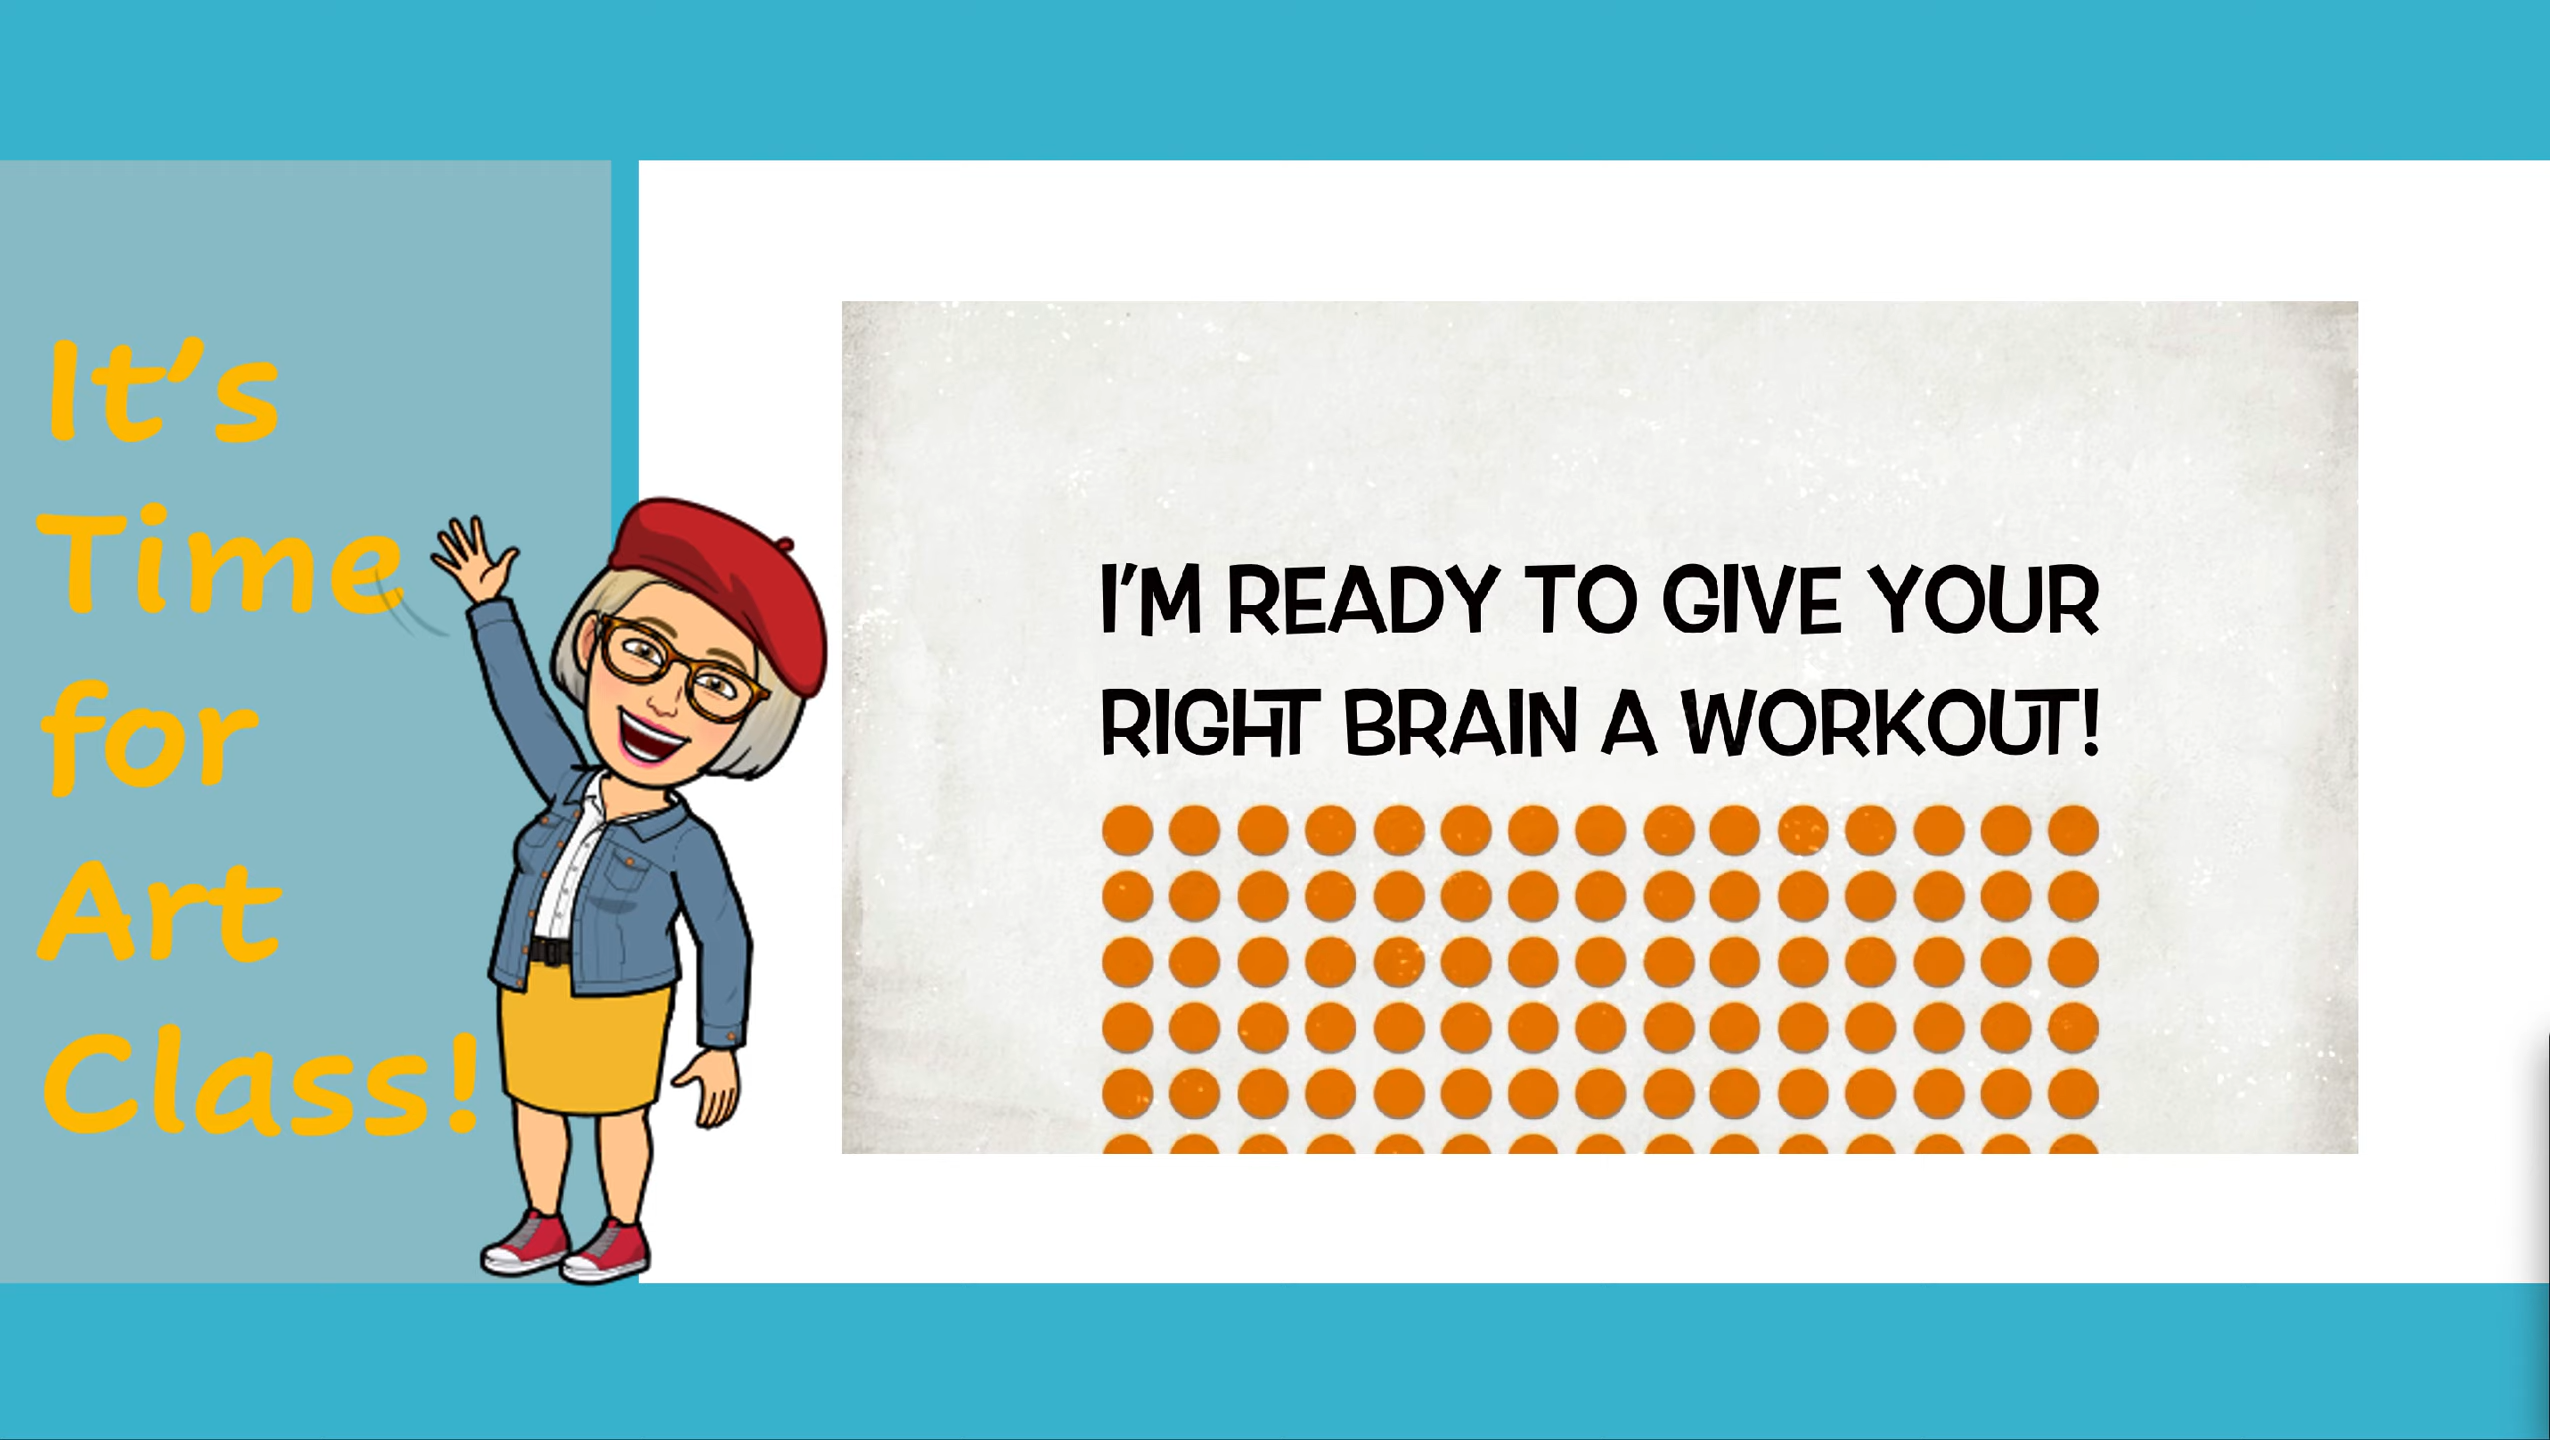 It's
Time
for
Art
Class!
I'M READY TO GIVE YOUR
RIGHT BRAIN A WORKOUT!